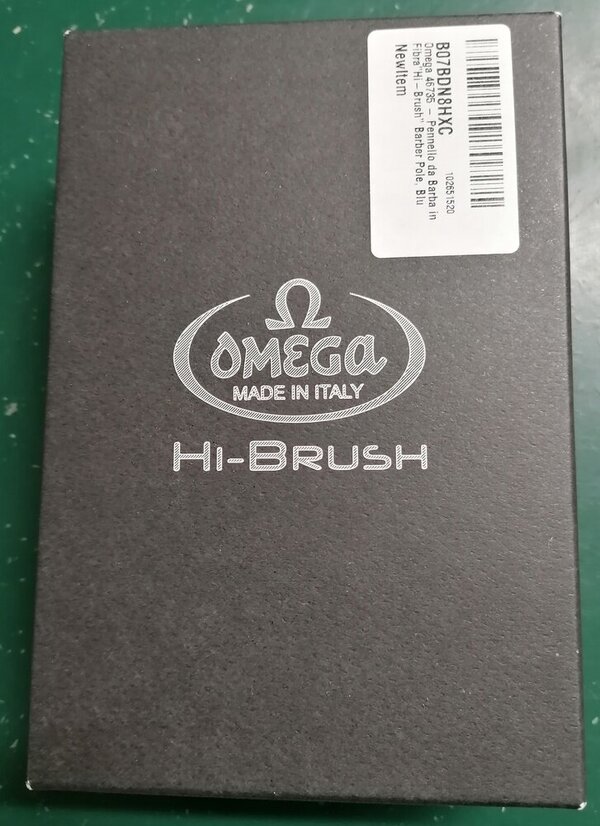 B07BDN8HXC
102651520
Omega 46735 – Pennello da Barba in
Fibra"Hi – Brush" Barber Pole, Blu
NewItem
Ω
OMEGA
MADE IN ITALY
HI-BRUSH